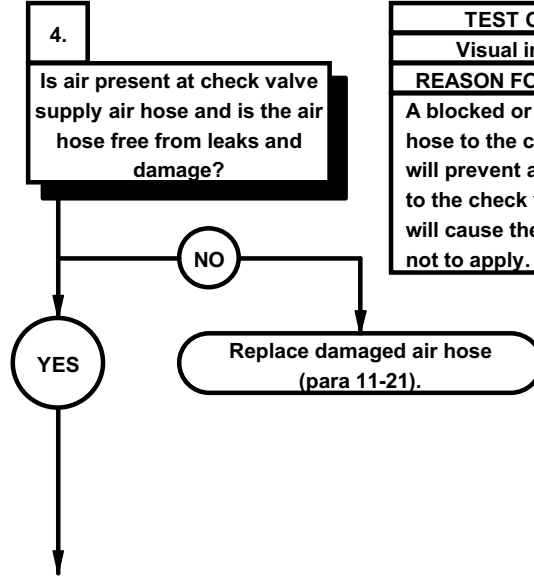 4.
Is air present at check valve
supply air hose and is the air
hose free from leaks and
damage?
TEST
Visual
REASON
A blocked or
hose to the
will prevent
to the check
will cause the
not to apply.
NO
YES
Replace damaged air hose
(para 11-21).